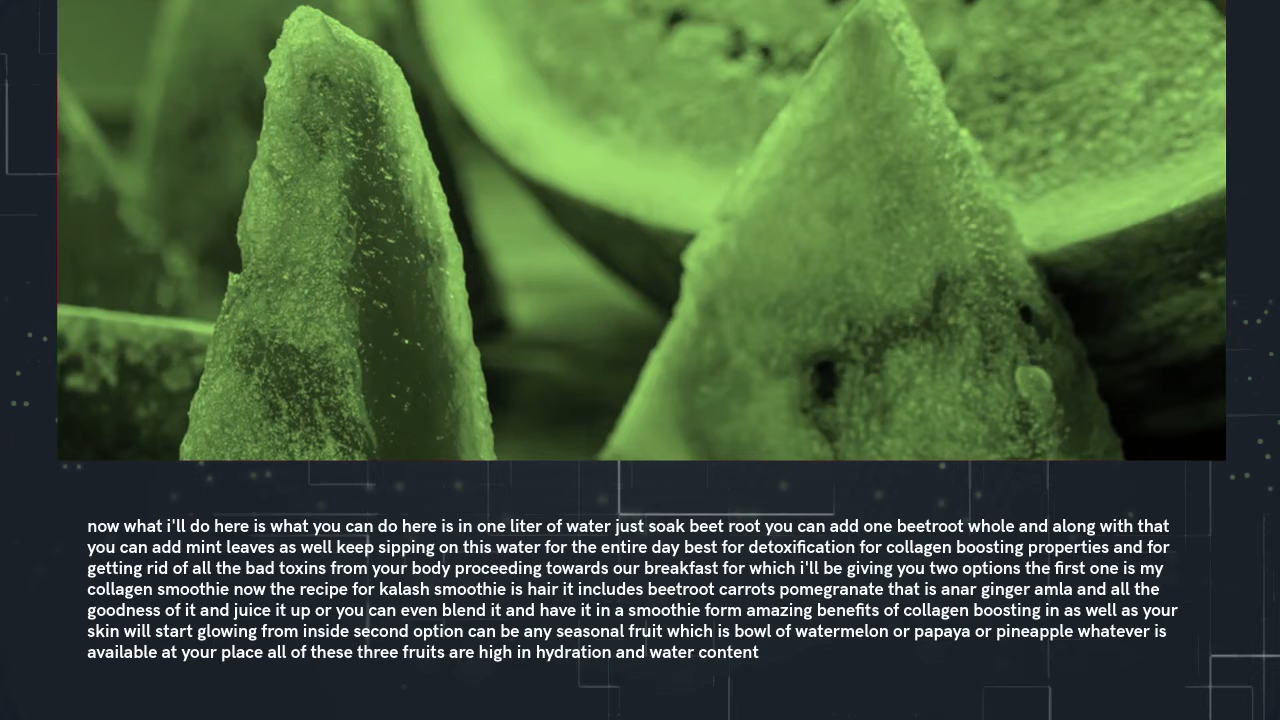 now what i'll do here is what you can do here is in one liter of water just soak beet root you can add one beetroot whole and along with that
you can add mint leaves as well keep sipping on this water for the entire day best for detoxification for collagen boosting properties and for
getting rid of all the bad toxins from your body proceeding towards our breakfast for which i'll be giving you two options the first one is my
collagen smoothie now the recipe for kalash smoothie is hair it includes beetroot carrots pomegranate that is anar ginger amla and all the
goodness of it and juice it up or you can even blend it and have it in a smoothie form amazing benefits of collagen boosting in as well as your
skin will start glowing from inside second option can be any seasonal fruit which is bowl of watermelon or papaya or pineapple whatever is
available at your place all of these three fruits are high in hydration and water content